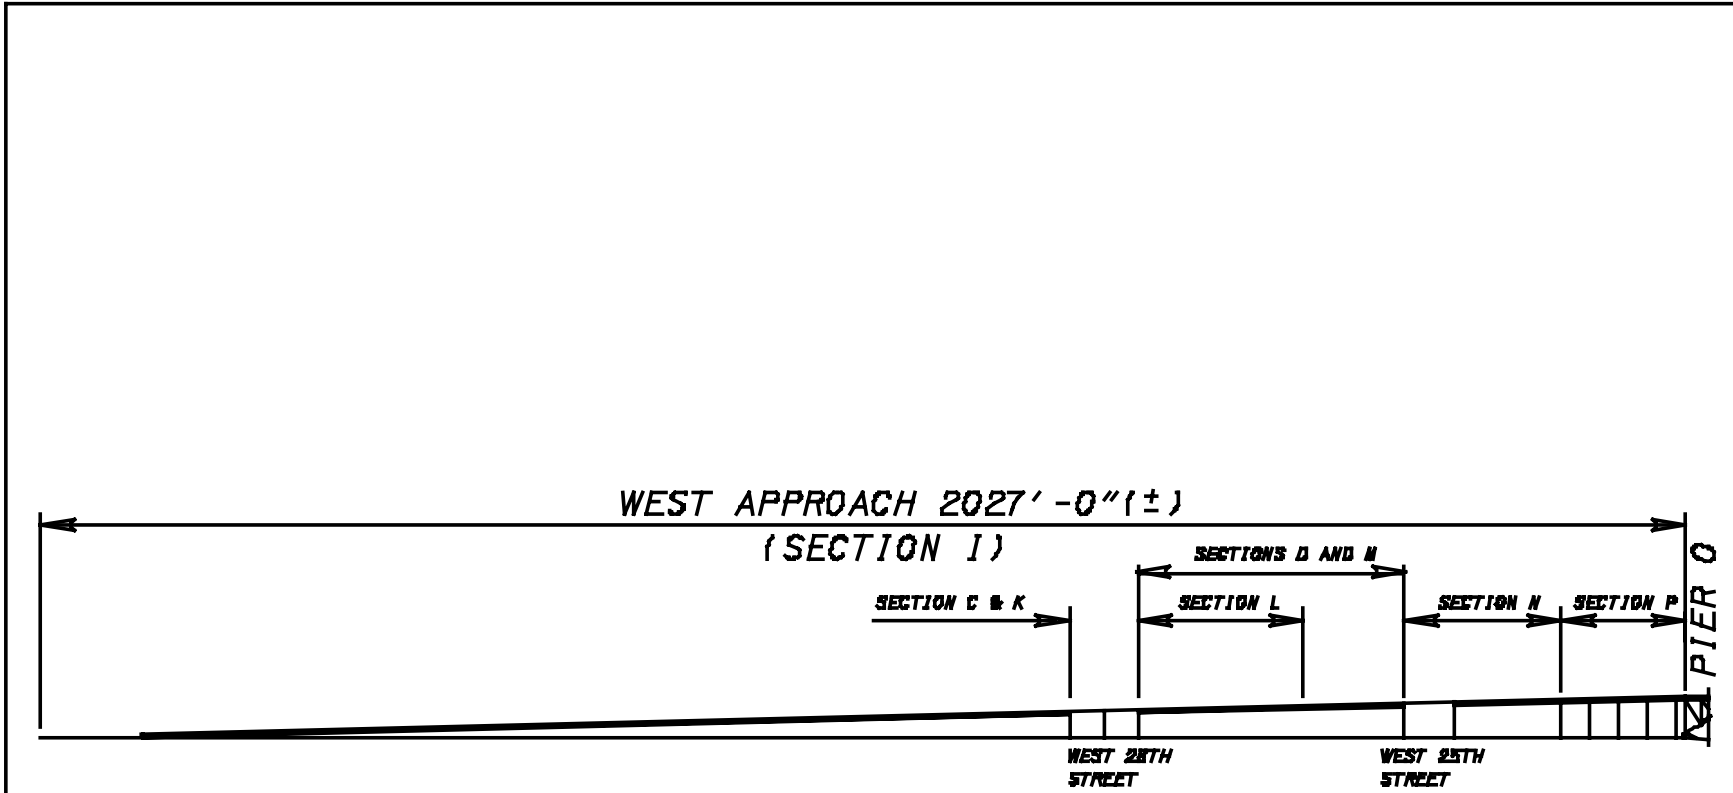 WEST APPROACH 2027'-0"(±)
(SECTION I)
SECTIONS D AND M
SECTION C & K
SECTION L
SECTION N
SECTION P
PIER 0
WEST 28TH
STREET
WEST 25TH
STREET